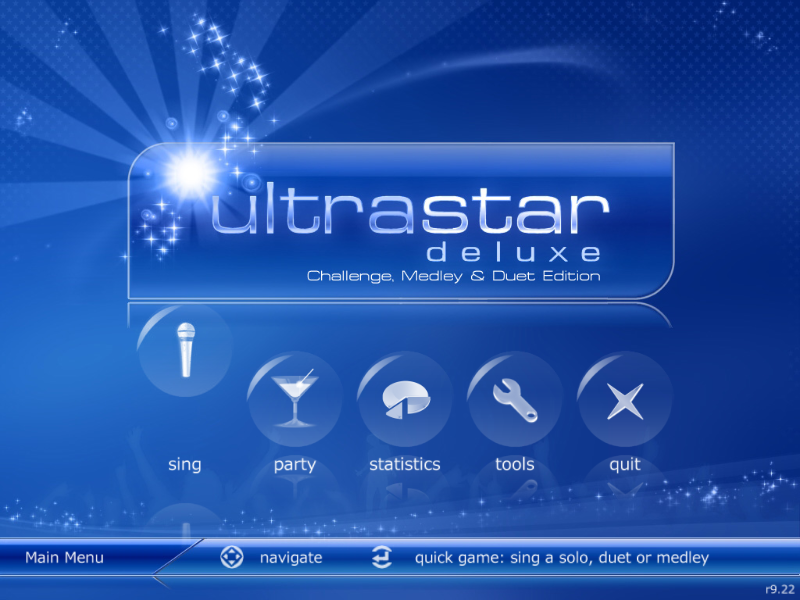 ultrastar
deluxe
Challenge, Medley & Duet Edition
sing party statistics tools quit
Main Menu navigate quick game: sing a solo, duet or medley
r9.22